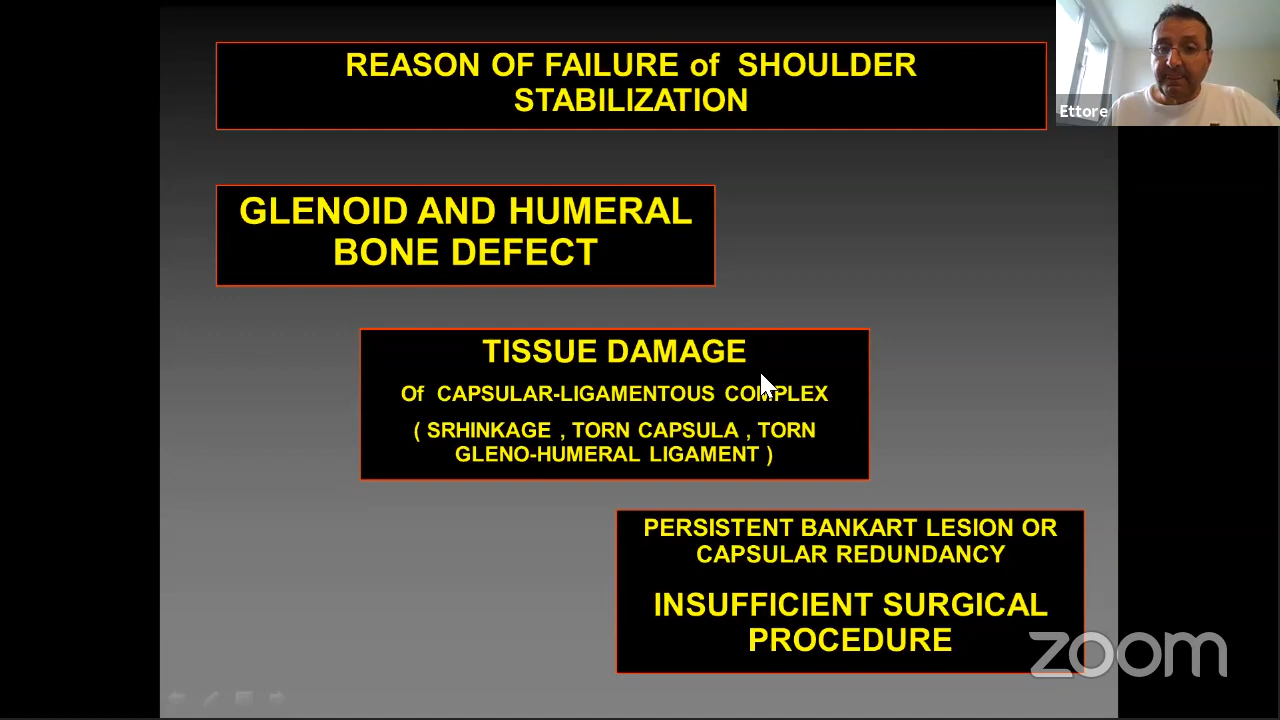 REASON OF FAILURE of SHOULDER
STABILIZATION
Ettore
GLENOID AND HUMERAL
BONE DEFECT
TISSUE DAMAGE
Of CAPSULAR-LIGAMENTOUS COMPLEX
( SRHINKAGE , TORN CAPSULA , TORN
GLENO-HUMERAL LIGAMENT )
PERSISTENT BANKART LESION OR
CAPSULAR REDUNDANCY
INSUFFICIENT SURGICAL
PROCEDURE
zoom